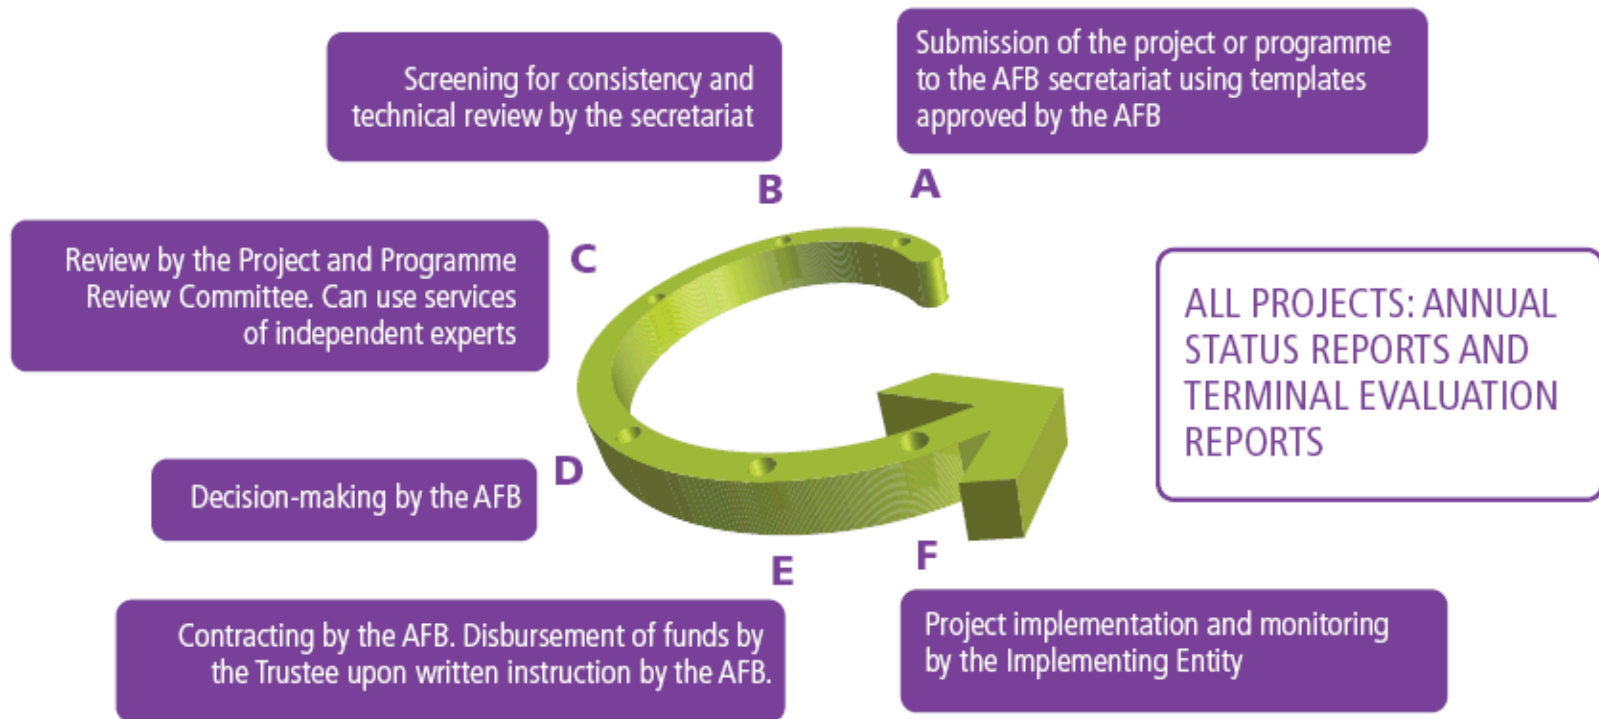 Submission of the project or programme
to the AFB secretariat using templates
approved by the AFB
A
Screening for consistency and
technical review by the secretariat
B
Review by the Project and Programme
Review Committee. Can use services
of independent experts
C
Decision-making by the AFB
D
Contracting by the AFB. Disbursement of funds by
the Trustee upon written instruction by the AFB.
E
Project implementation and monitoring
by the Implementing Entity
F
ALL PROJECTS: ANNUAL
STATUS REPORTS AND
TERMINAL EVALUATION
REPORTS